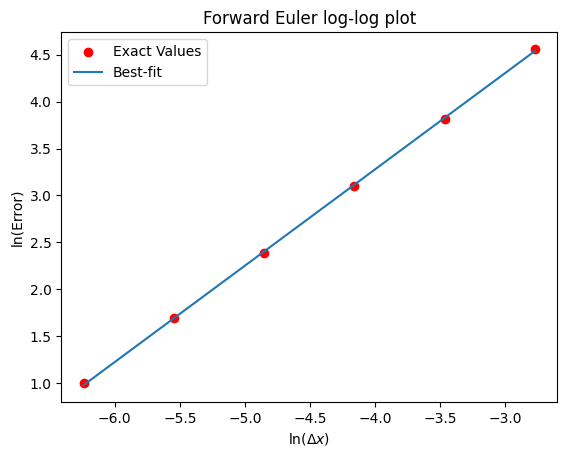 Forward Euler log-log plot
Exact Values
Best-fit
ln(Error)
4.5
4.0
3.5
3.0
2.5
2.0
1.5
1.0
−6.0 −5.5 −5.0 −4.5 −4.0 −3.5 −3.0
ln(Δx)